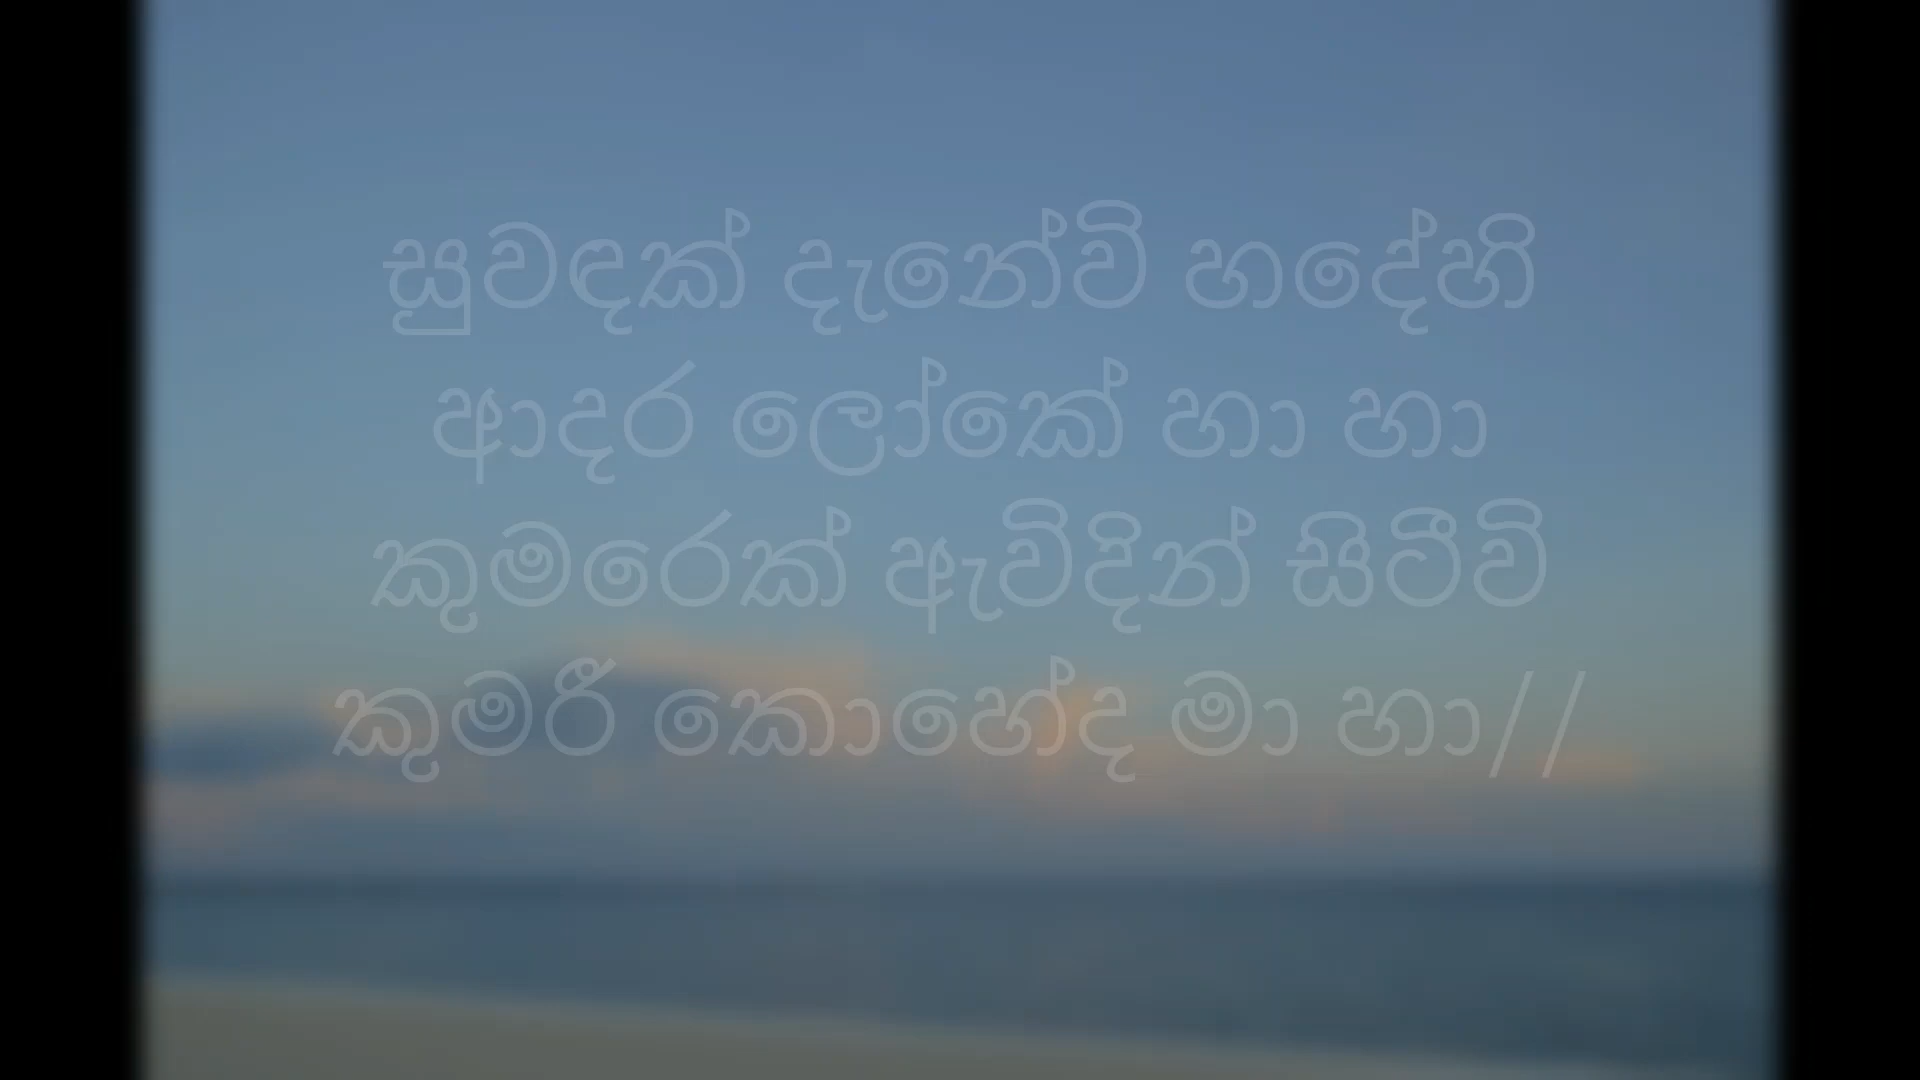 සුවඳක් දැනේවි හදේහි
ආදර ලෝකේ හා හා
කුමරෙක් ඇවිදින් සිටීවි
කුමරී කොහේද මා හා//